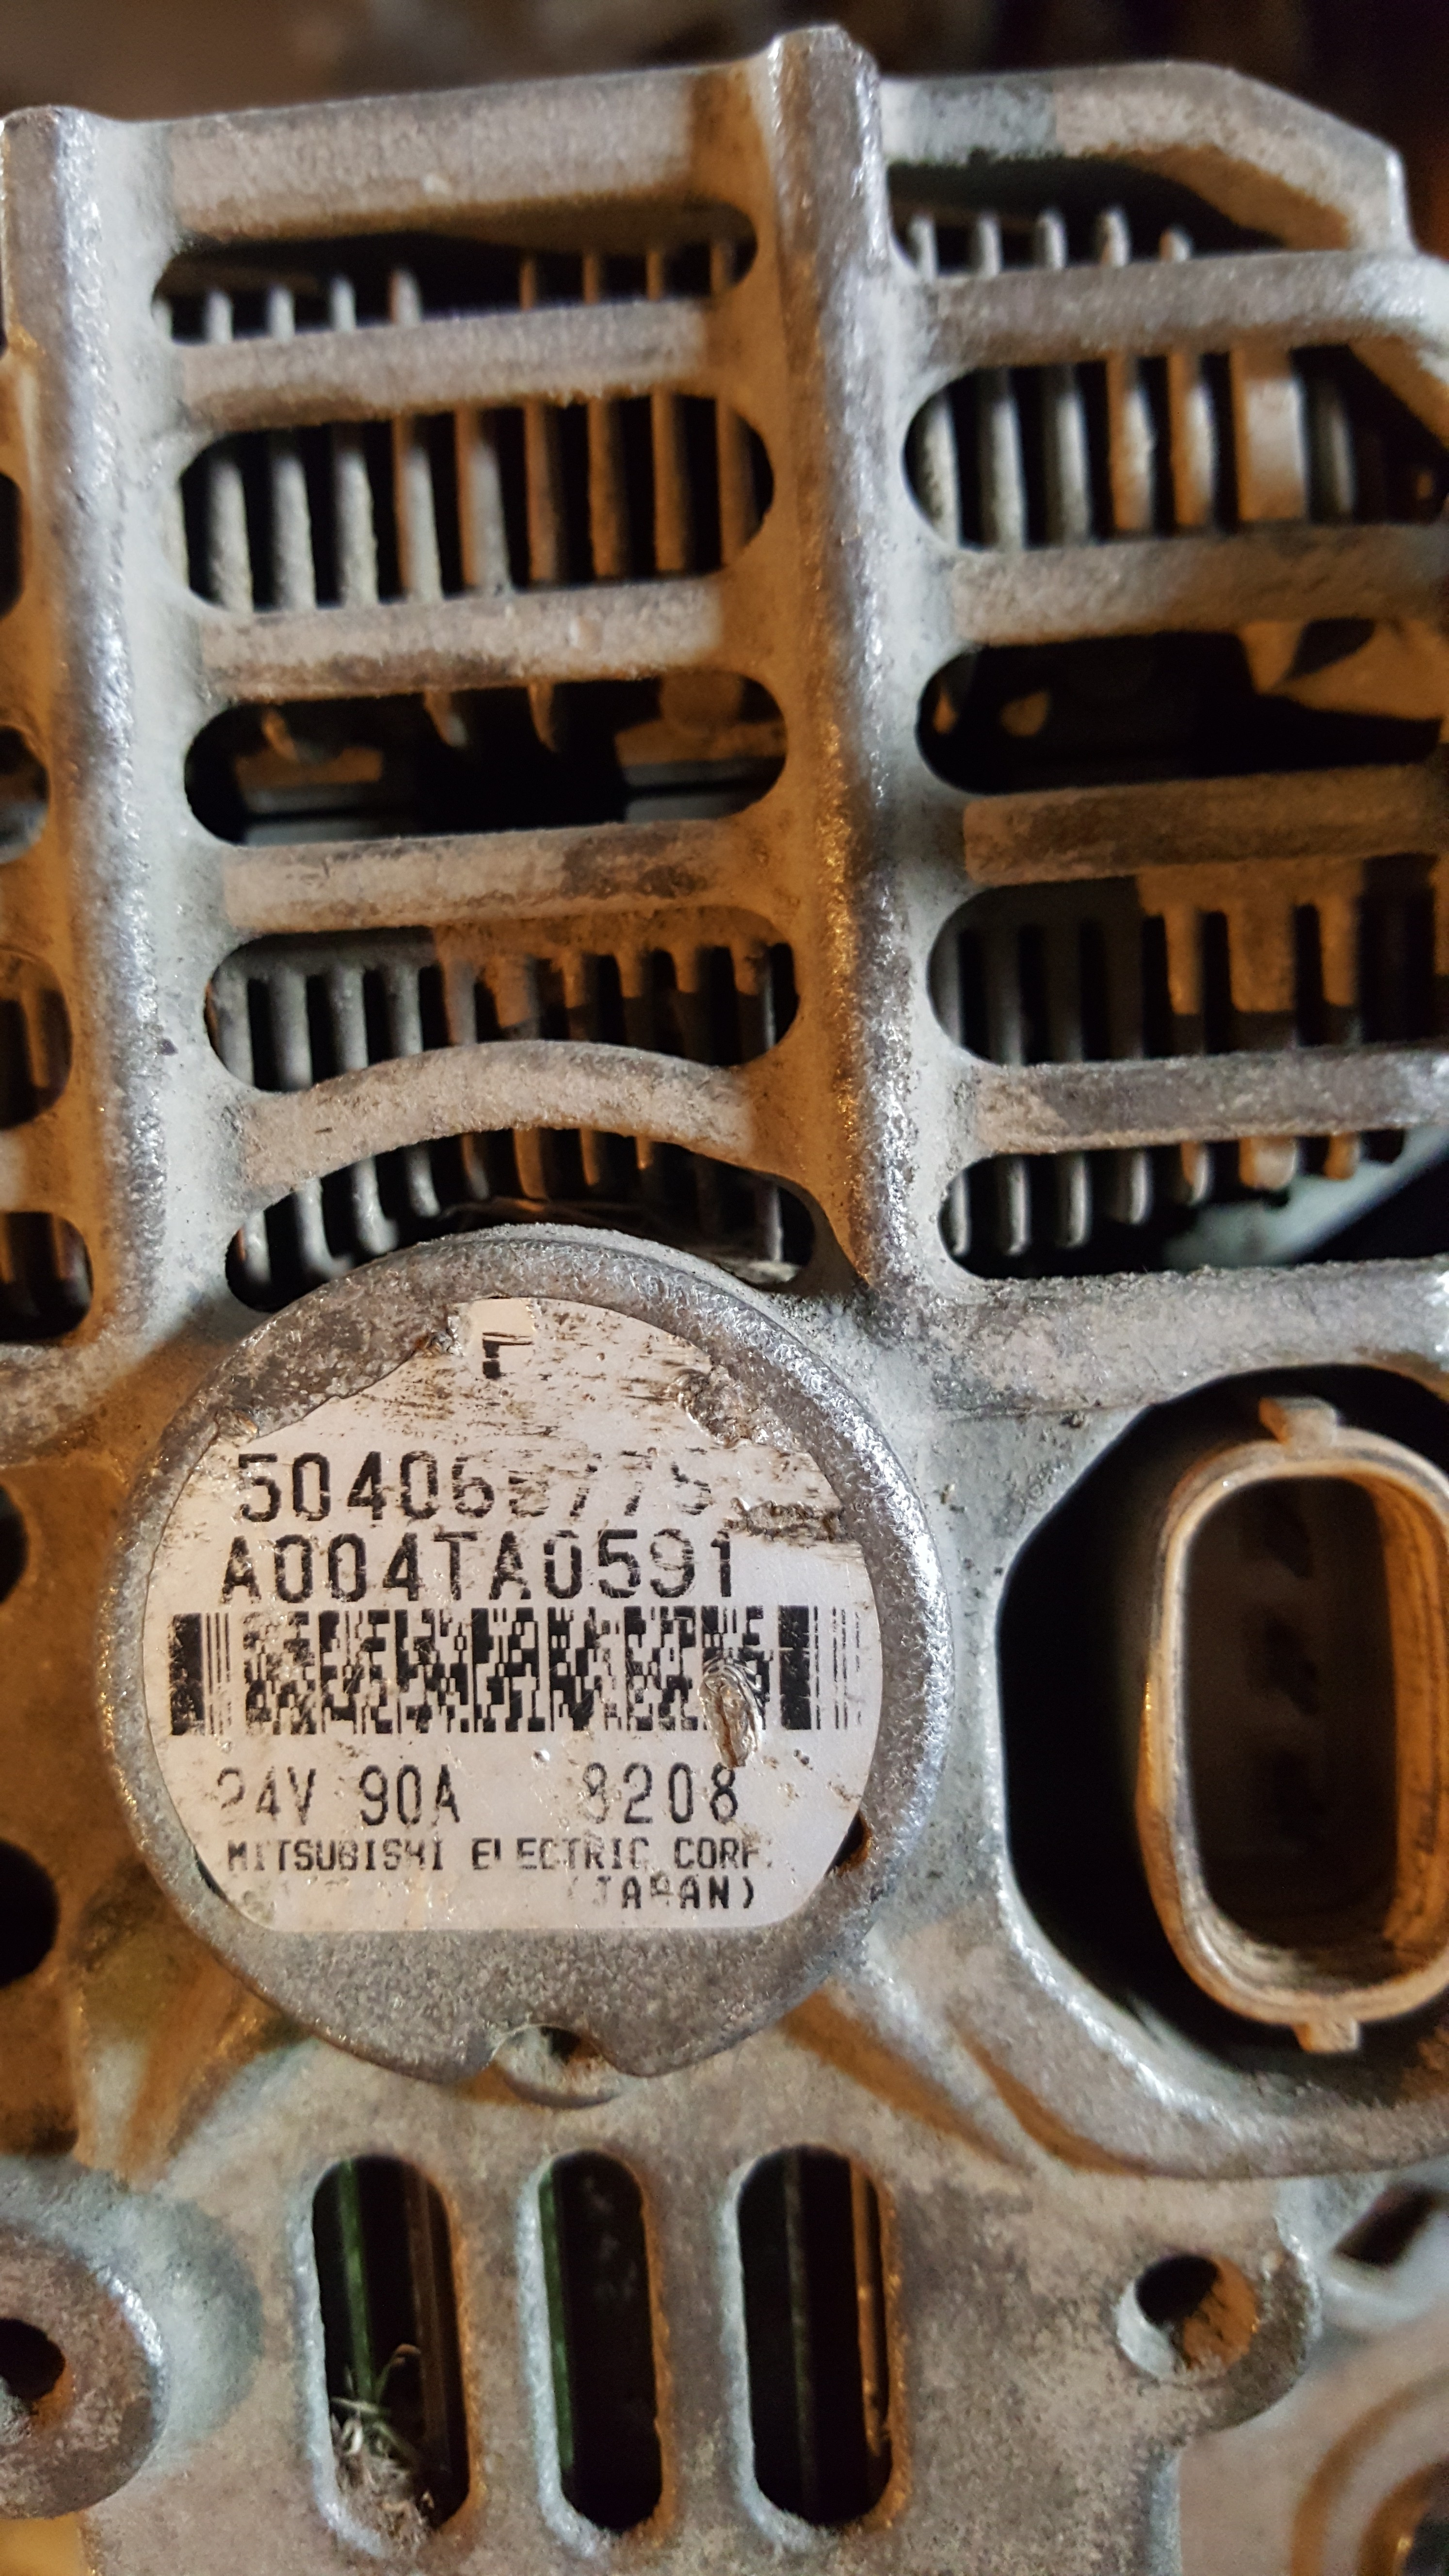 A004TA0591
24V 90A 8208
MITSUBISHI ELECTRIC CORP.
(JAPAN)